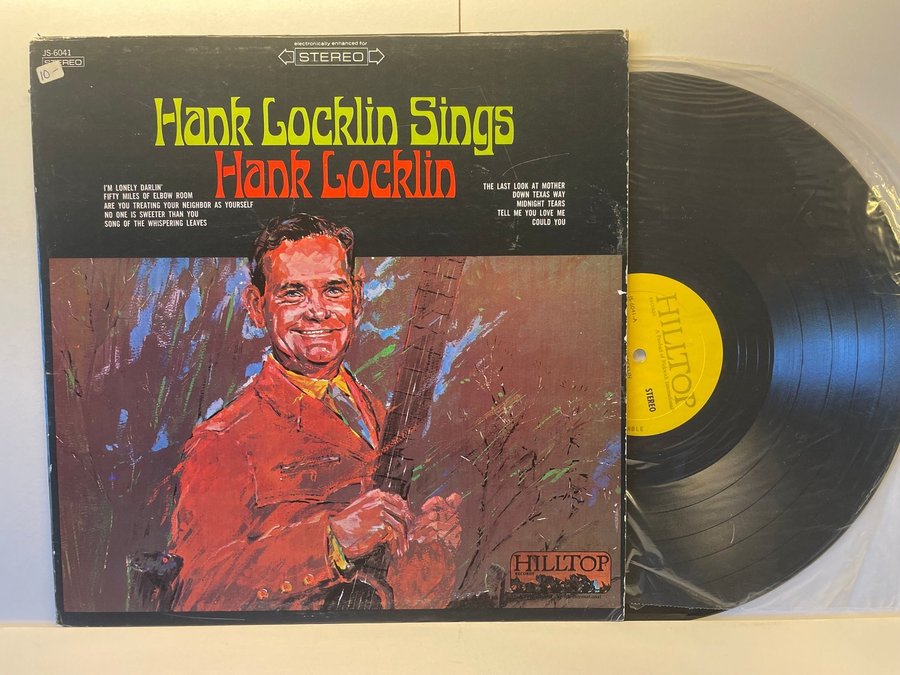 JS-6041
STEREO
10-
electronically enhanced for
STEREO
Hank Locklin Sings
Hank Locklin
I'M LONELY DARLIN'
FIFTY MILES OF ELBOW ROOM
ARE YOU TREATING YOUR NEIGHBOR AS YOURSELF
NO ONE IS SWEETER THAN YOU
SONG OF THE WHISPERING LEAVES
THE LAST LOOK AT MOTHER
DOWN TEXAS WAY
MIDNIGHT TEARS
TELL ME YOU LOVE ME
COULD YOU
HILLTOP
RECORDS
HILLTOP
JS-6041-A
STEREO